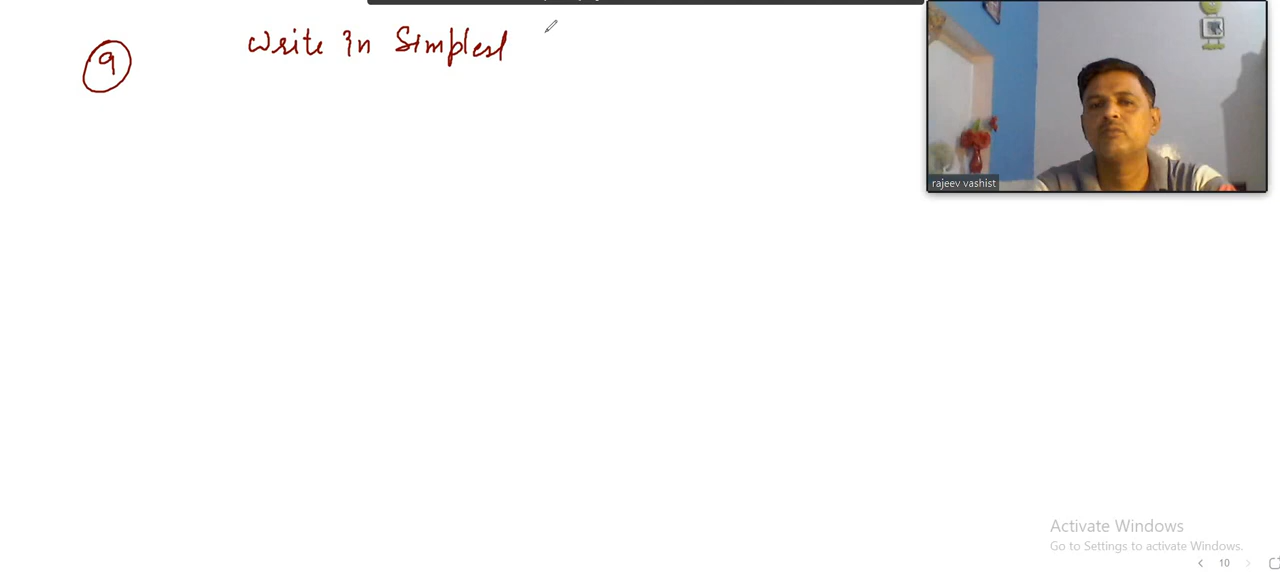 Write in Simplest
9
rajeev vashist
Activate Windows
Go to Settings to activate Windows.
10